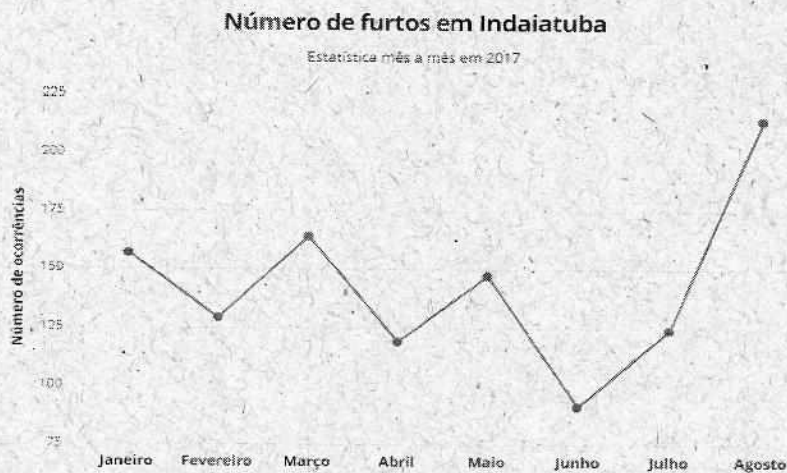 Número de furtos em Indaiatuba
Estatística mês a mês em 2017
225
200
175
150
125
100
75
Número de ocorrências
Janeiro Fevereiro Março Abril Maio Junho Julho Agosto